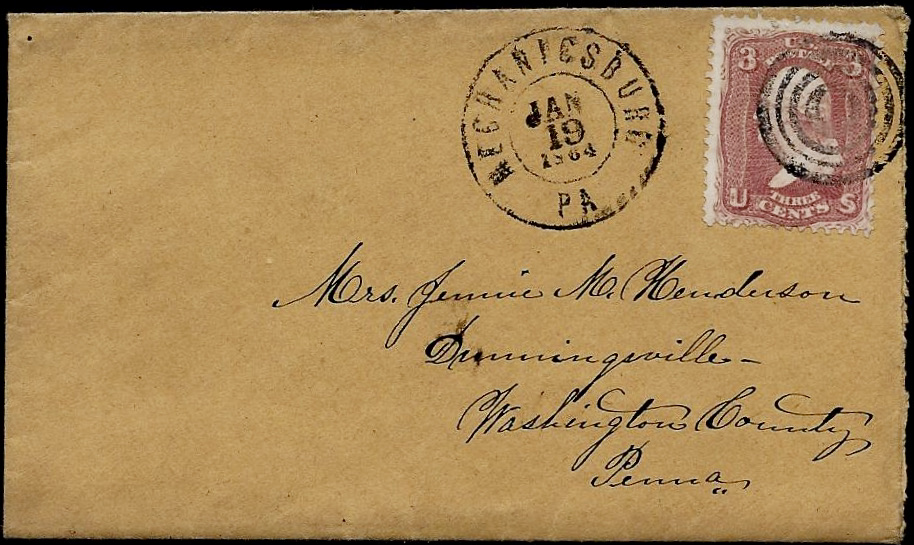 MECHANICSBURG
JAN
19
1864
PA
3 3
U S
THREE
CENTS
Mrs. Jennie M. Henderson
Dunningsville
Washington County
Penna